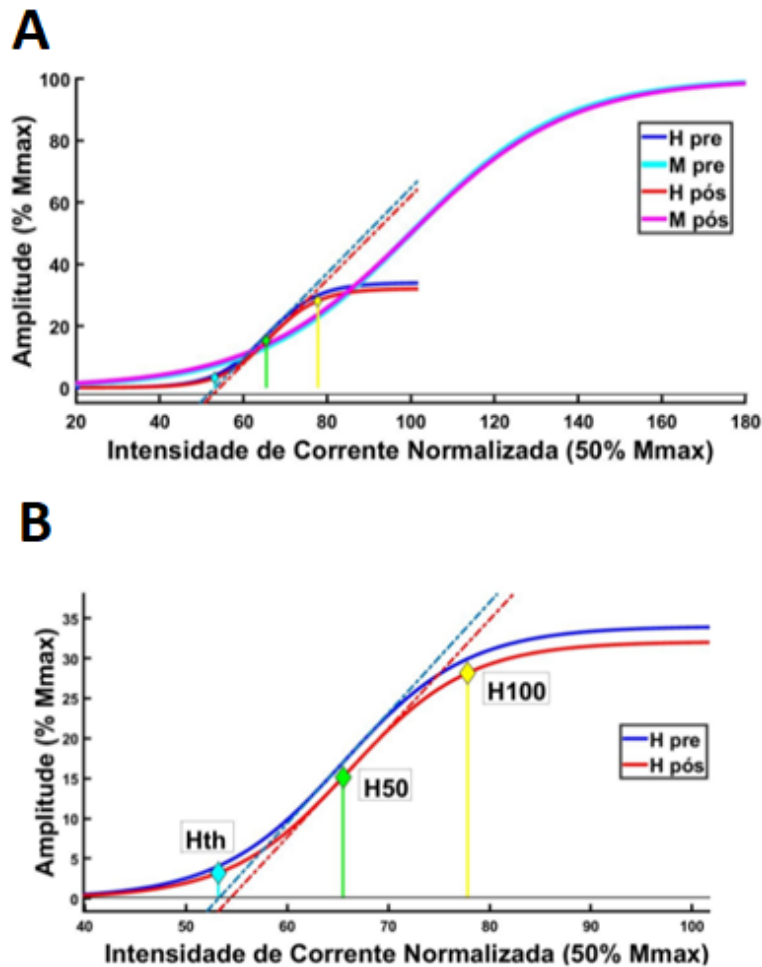 A
Amplitude (% Mmax)
100
80
60
40
20
0
H pre
M pre
H pós
M pós
20 40 60 80 100 120 140 160 180
Intensidade de Corrente Normalizada (50% Mmax)
B
Amplitude (% Mmax)
35
30
25
20
15
10
5
0
H100
H50
Hth
H pre
H pós
40 50 60 70 80 90 100
Intensidade de Corrente Normalizada (50% Mmax)